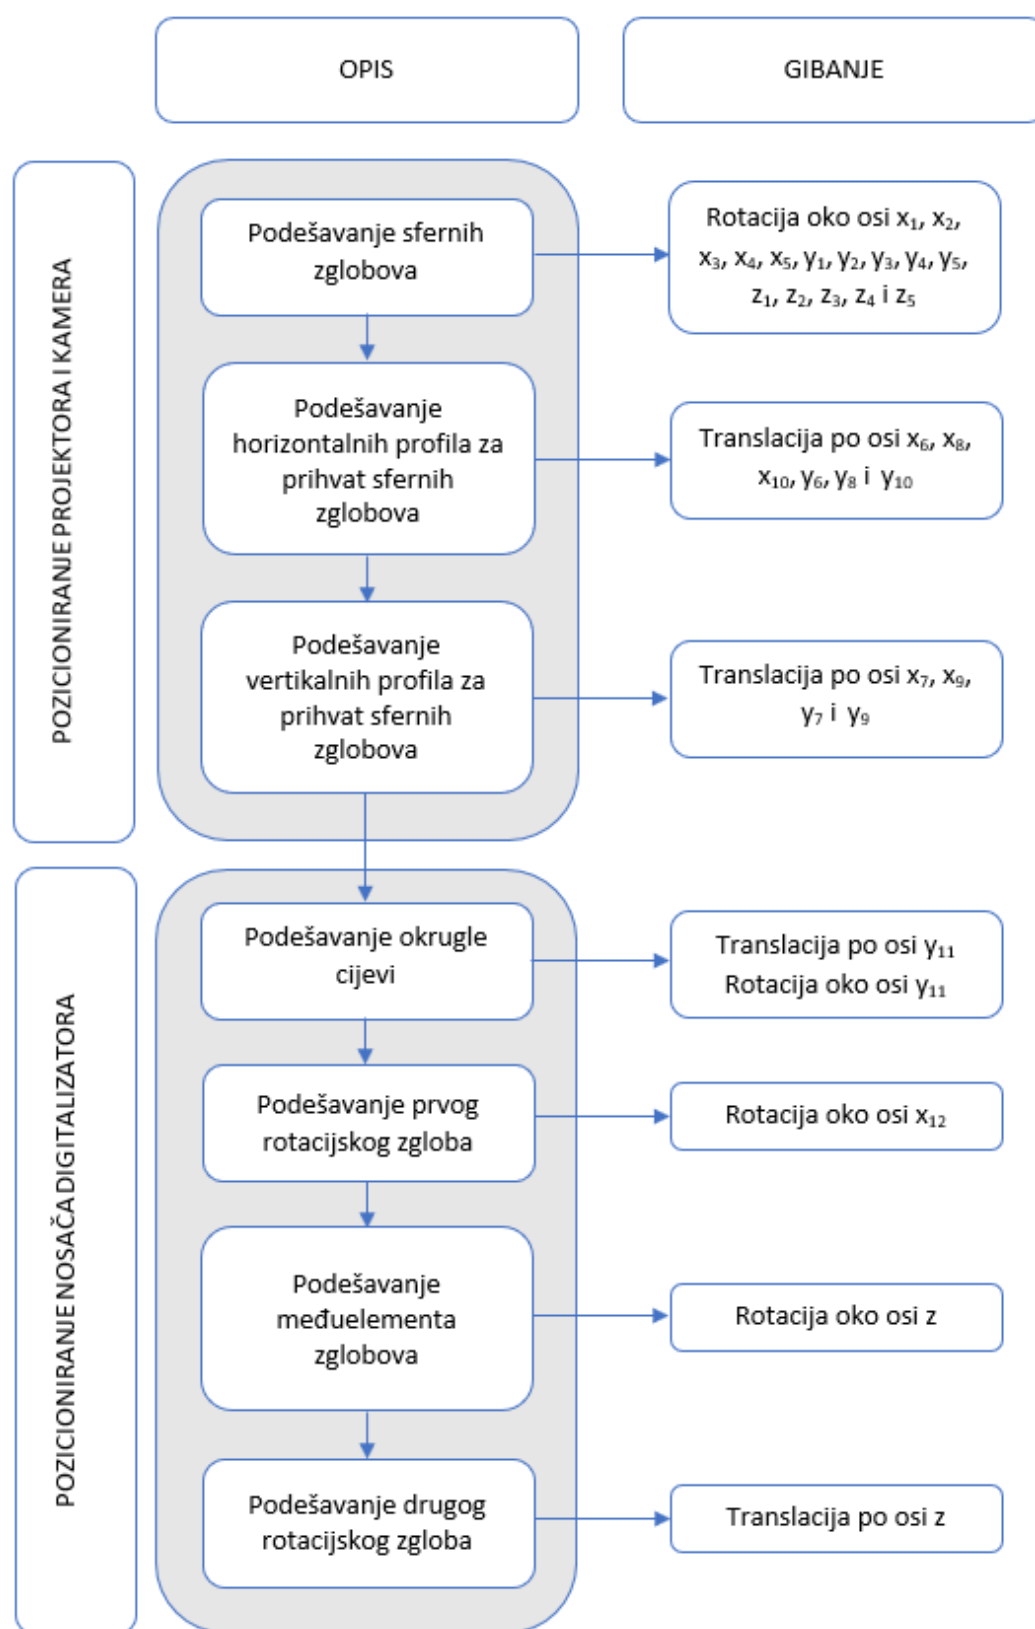 OPIS
GIBANJE
POZICIONIRANJE PROJEKTORA I KAMERA
Podešavanje sfernih
zglobova
Rotacija oko osi x₁, x₂,
x₃, x₄, x₅, y₁, y₂, y₃, y₄, y₅,
z₁, z₂, z₃, z₄ i z₅
Podešavanje
horizontalnih profila za
prihvat sfernih
zglobova
Translacija po osi x₆, x₈,
x₁₀, y₆, y₈ i y₁₀
Podešavanje
vertikalnih profila za
prihvat sfernih
zglobova
Translacija po osi x₇, x₉,
y₇ i y₉
POZICIONIRANJE NOSAČA DIGITALIZATORA
Podešavanje okrugle
cijevi
Translacija po osi y₁₁
Rotacija oko osi y₁₁
Podešavanje prvog
rotacijskog zgloba
Rotacija oko osi x₁₂
Podešavanje
međuelementa
zglobova
Rotacija oko osi z
Podešavanje drugog
rotacijskog zgloba
Translacija po osi z